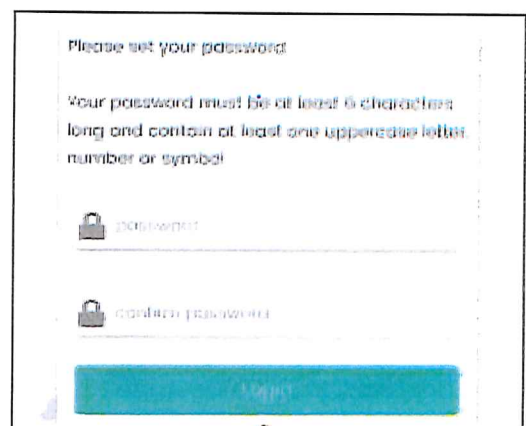 Please set your password
Your password must be at least 6 characters
long and contain at least one uppercase letter
number or symbol
password
confirm password